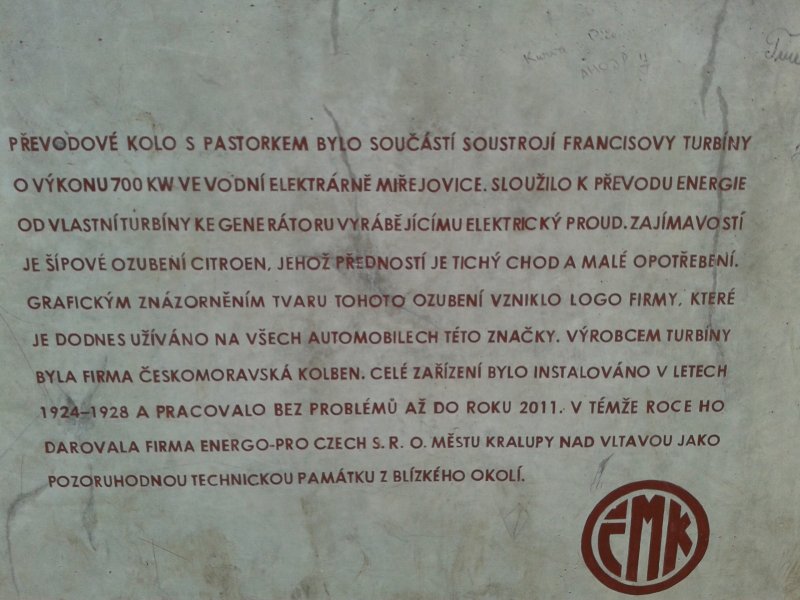 PŘEVODOVÉ KOLO S PASTORKEM BYLO SOUČÁSTÍ SOUSTROJÍ FRANCISOVY TURBÍNY
O VÝKONU 700 KW VE VODNÍ ELEKTRÁRNĚ MIŘEJOVICE. SLOUŽILO K PŘEVODU ENERGIE
OD VLASTNÍ TURBÍNY KE GENERÁTORU VYRÁBĚJÍCÍMU ELEKTRICKÝ PROUD. ZAJÍMAVOSTÍ
JE ŠÍPOVÉ OZUBENÍ CITROEN, JEHOŽ PŘEDNOSTÍ JE TICHÝ CHOD A MALÉ OPOTŘEBENÍ.
GRAFICKÝM ZNÁZORNĚNÍM TVARU TOHOTO OZUBENÍ VZNIKLO LOGO FIRMY, KTERÉ
JE DODNES UŽÍVÁNO NA VŠECH AUTOMOBILECH TÉTO ZNAČKY. VÝROBCEM TURBÍNY
BYLA FIRMA ČESKOMORAVSKÁ KOLBEN. CELÉ ZAŘÍZENÍ BYLO INSTALOVÁNO V LETECH
1924–1928 A PRACOVALO BEZ PROBLÉMŮ AŽ DO ROKU 2011. V TÉMŽE ROCE HO
DAROVALA FIRMA ENERGO-PRO CZECH S. R. O. MĚSTU KRALUPY NAD VLTAVOU JAKO
POZORUHODNOU TECHNICKOU PAMÁTKU Z BLÍZKÉHO OKOLÍ.
ČMK